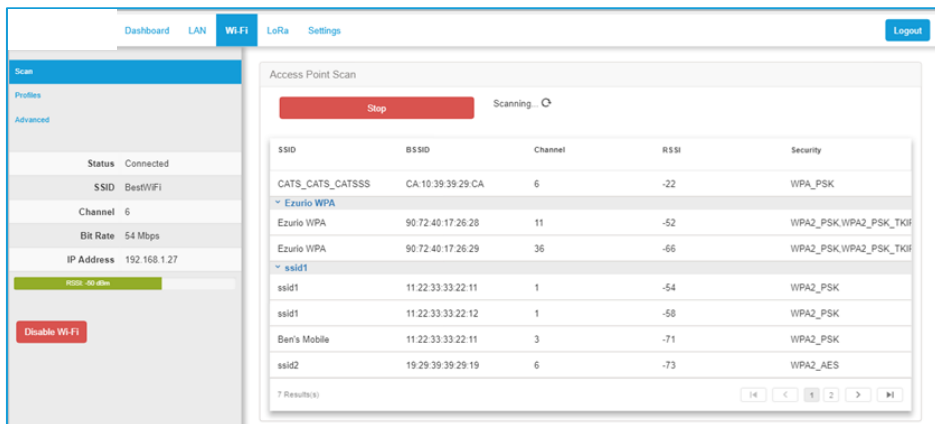 Dashboard LAN Wi-Fi LoRa Settings Logout
Scan
Profiles
Advanced
Status Connected
SSID BestWiFi
Channel 6
Bit Rate 54 Mbps
IP Address 192.168.1.27
RSSI: -50 dBm
Disable Wi-Fi
Access Point Scan
Stop Scanning...
SSID BSSID Channel RSSI Security
CATS_CATS_CATSSS CA:10:39:39:29:CA 6 -22 WPA_PSK
Ezurio WPA
Ezurio WPA 90:72:40:17:26:28 11 -52 WPA2_PSK,WPA2_PSK_TKIP
Ezurio WPA 90:72:40:17:26:29 36 -66 WPA2_PSK,WPA2_PSK_TKIP
ssid1
ssid1 11:22:33:33:22:11 1 -54 WPA2_PSK
ssid1 11:22:33:33:22:12 1 -58 WPA2_PSK
Ben's Mobile 11:22:33:33:22:11 3 -71 WPA2_PSK
ssid2 19:29:39:39:29:19 6 -73 WPA2_AES
7 Results(s) 1 2